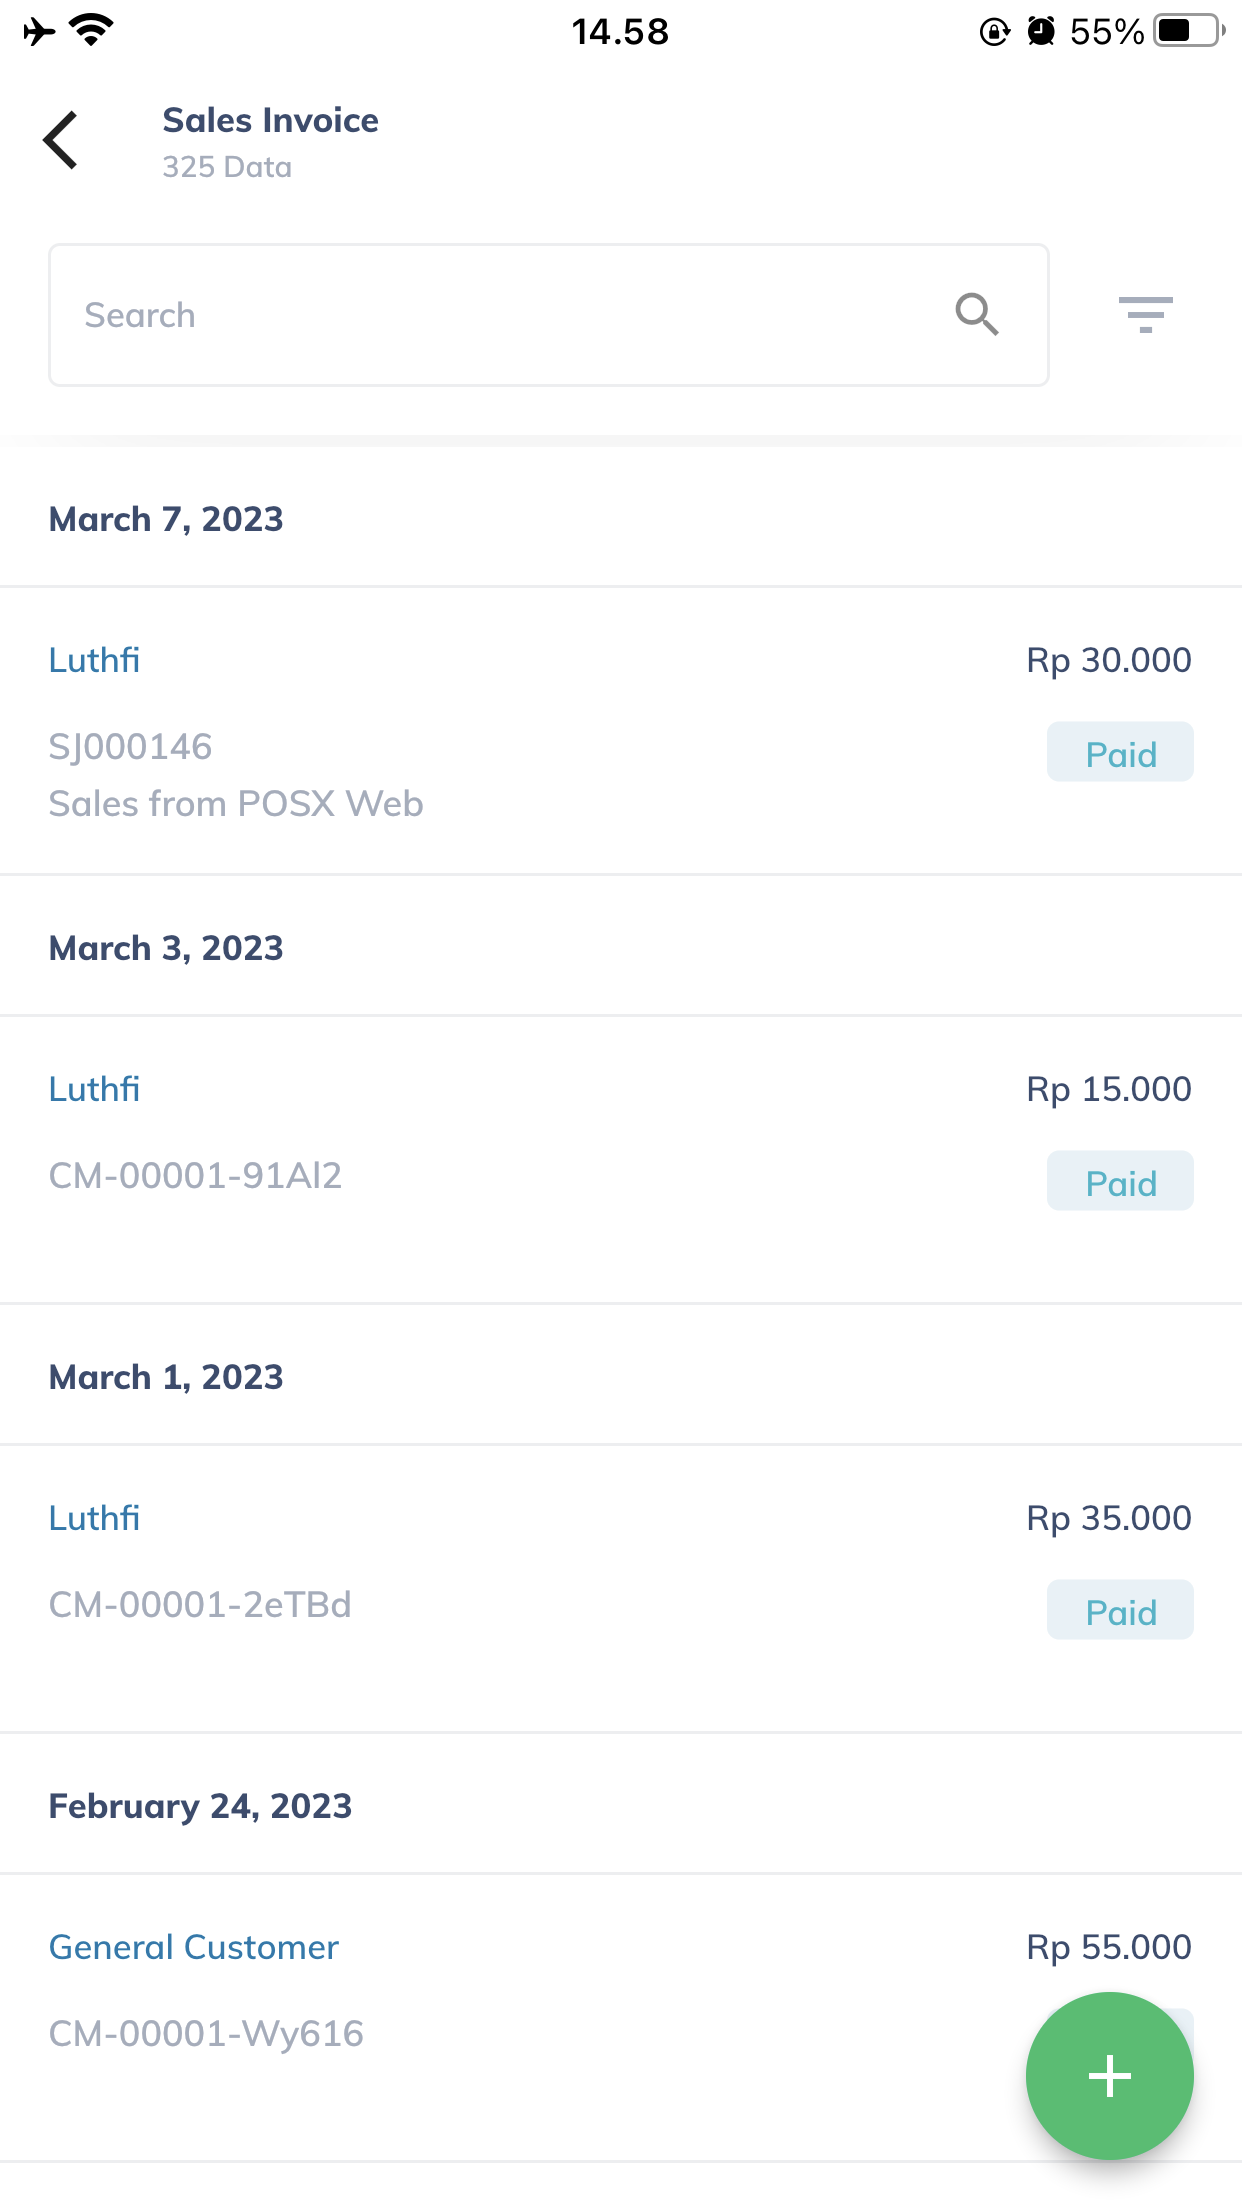 14.58
55%
Sales Invoice
325 Data
Search
March 7, 2023
Luthfi
Rp 30.000
SJ000146
Paid
Sales from POSX Web
March 3, 2023
Luthfi
Rp 15.000
CM-00001-91Al2
Paid
March 1, 2023
Luthfi
Rp 35.000
CM-00001-2eTBd
Paid
February 24, 2023
General Customer
Rp 55.000
CM-00001-Wy616
+